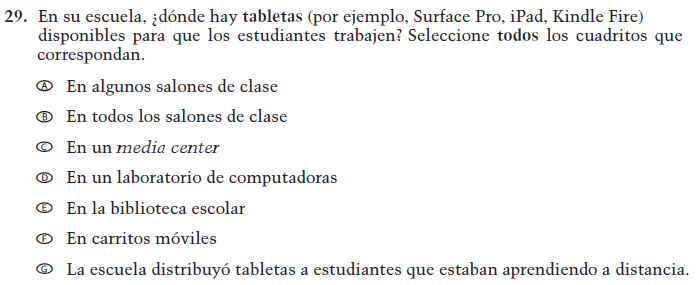 29. En su escuela, ¿dónde hay tabletas (por ejemplo, Surface Pro, iPad, Kindle Fire)
disponibles para que los estudiantes trabajen? Seleccione todos los cuadritos que
correspondan.
A En algunos salones de clase
B En todos los salones de clase
C En un media center
D En un laboratorio de computadoras
E En la biblioteca escolar
F En carritos móviles
G La escuela distribuyó tabletas a estudiantes que estaban aprendiendo a distancia.